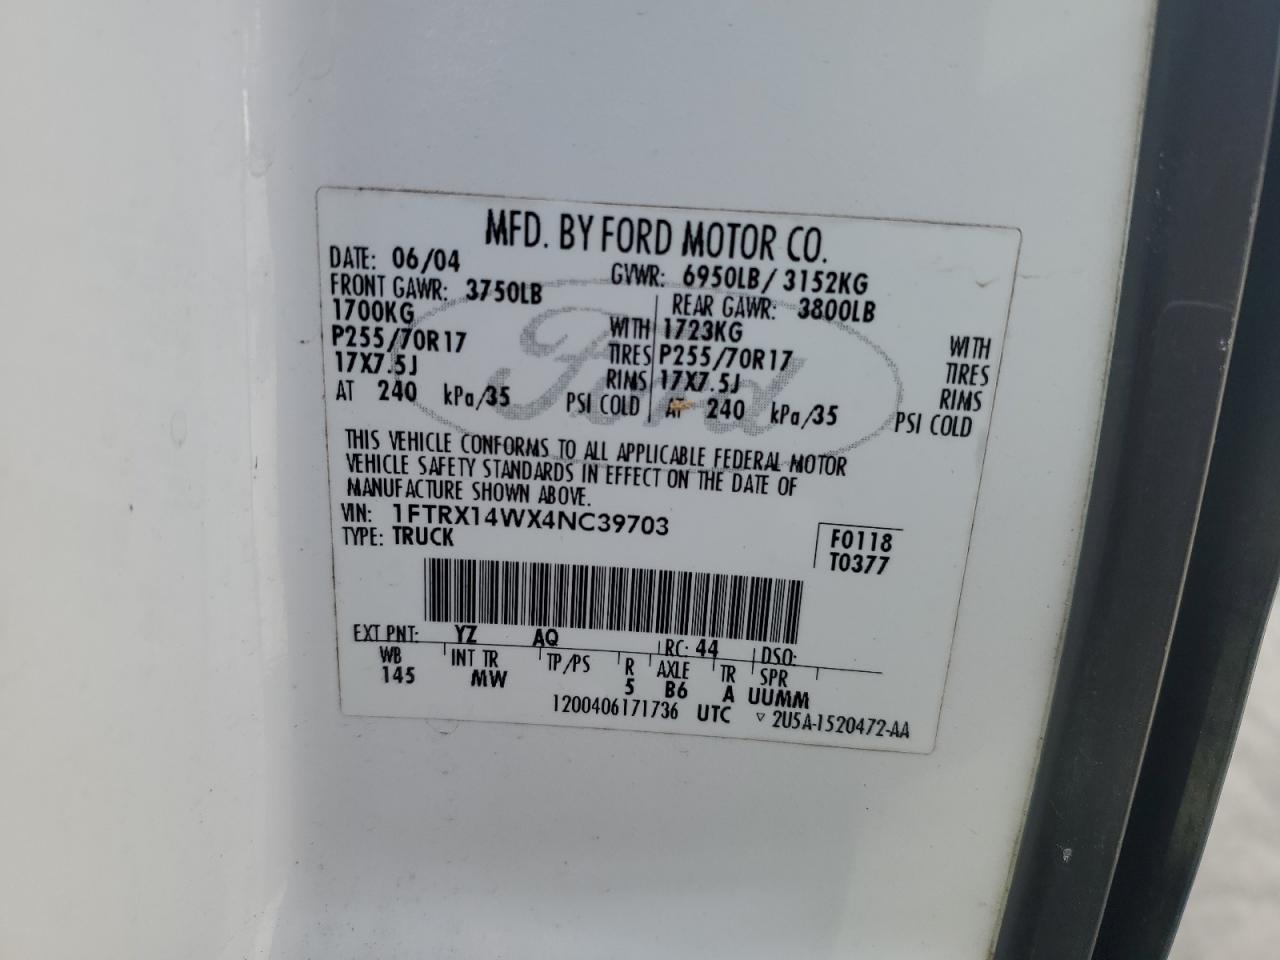 MFD. BY FORD MOTOR CO.
DATE: 06/04 GVWR: 6950LB/ 3152KG
FRONT GAWR: 3750LB REAR GAWR: 3800LB
1700KG WITH 1723KG WITH
P255/70R17 TIRES P255/70R17 TIRES
17X7.5J RIMS 17X7.5J RIMS
AT 240 kPa/35 PSI COLD AT 240 kPa/35 PSI COLD
Ford
THIS VEHICLE CONFORMS TO ALL APPLICABLE FEDERAL MOTOR
VEHICLE SAFETY STANDARDS IN EFFECT ON THE DATE OF
MANUFACTURE SHOWN ABOVE.
VIN: 1FTRX14WX4NC39703
TYPE: TRUCK
F0118
T0377
EXT PNT: YZ AQ RC: 44 DSO:
WB INT TR TP/PS R AXLE TR SPR
145 MW 5 B6 A UUMM
1200406171736 UTC ▽ 2U5A-1520472-AA